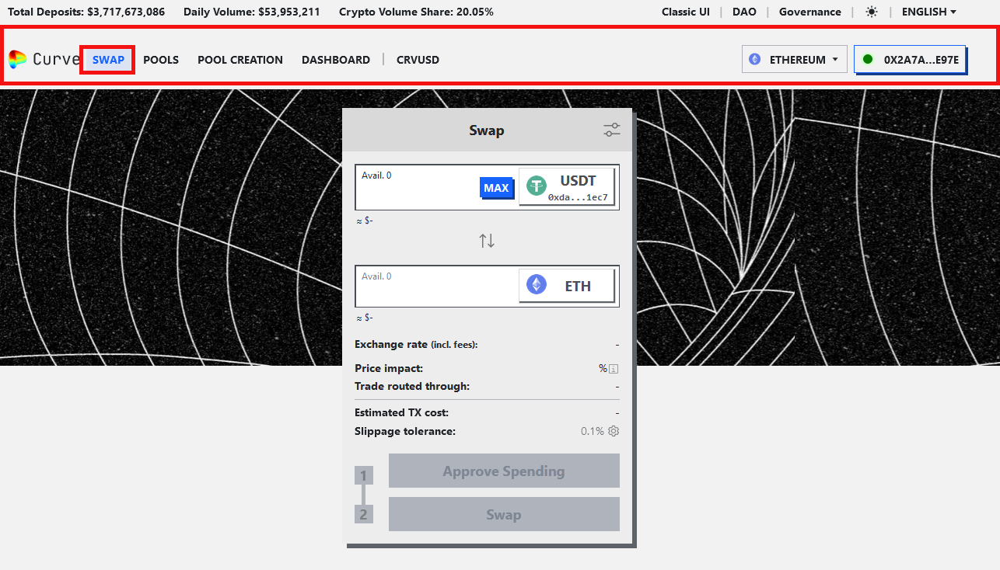 Total Deposits: $3,717,673,086 Daily Volume: $53,953,211 Crypto Volume Share: 20.05% Classic UI | DAO | Governance | | ENGLISH
Curve SWAP POOLS POOL CREATION DASHBOARD | CRVUSD ETHEREUM 0X2A7A...E97E
Swap
Avail. 0
MAX
USDT
0xda...1ec7
≈ $-
Avail. 0
ETH
≈ $-
Exchange rate (incl. fees): -
Price impact: %
Trade routed through: -
Estimated TX cost: -
Slippage tolerance: 0.1%
1 Approve Spending
2 Swap